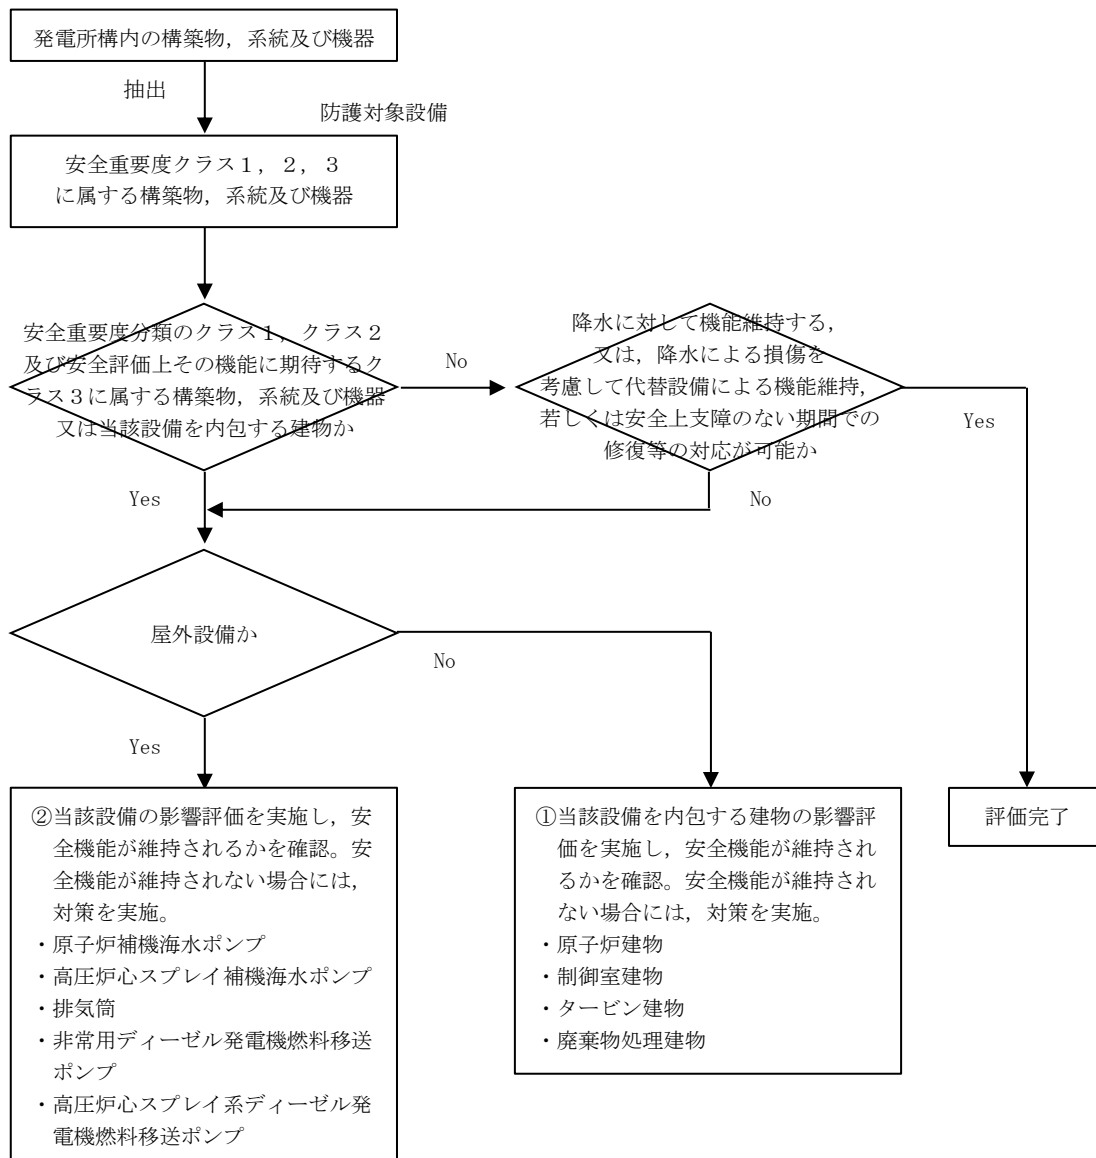 発電所構内の構築物，系統及び機器
抽出
防護対象設備
安全重要度クラス１，２，３
に属する構築物，系統及び機器
安全重要度分類のクラス１，クラス２
及び安全評価上その機能に期待するク
ラス３に属する構築物，系統及び機器
又は当該設備を内包する建物か
No
降水に対して機能維持する，
又は，降水による損傷を
考慮して代替設備による機能維持，
若しくは安全上支障のない期間での
修復等の対応が可能か
Yes
Yes
No
屋外設備か
No
Yes
②当該設備の影響評価を実施し，安
全機能が維持されるかを確認。安
全機能が維持されない場合には，
対策を実施。
・原子炉補機海水ポンプ
・高圧炉心スプレイ補機海水ポンプ
・排気筒
・非常用ディーゼル発電機燃料移送
ポンプ
・高圧炉心スプレイ系ディーゼル発
電機燃料移送ポンプ
①当該設備を内包する建物の影響評
価を実施し，安全機能が維持され
るかを確認。安全機能が維持され
ない場合には，対策を実施。
・原子炉建物
・制御室建物
・タービン建物
・廃棄物処理建物
評価完了